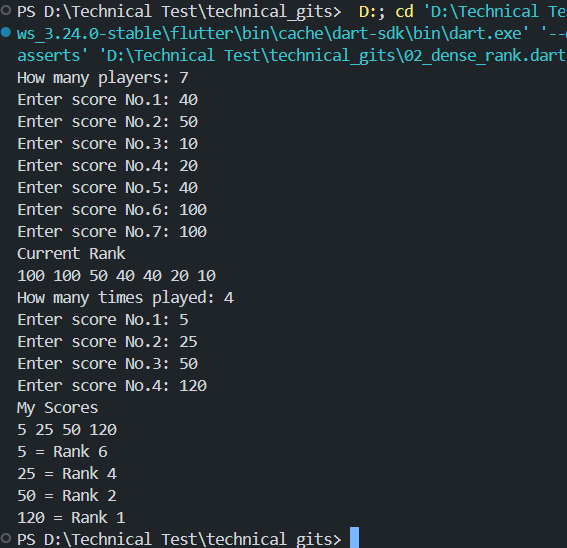 PS D:\Technical Test\technical_gits>  D:; cd 'D:\Technical Te
ws_3.24.0-stable\flutter\bin\cache\dart-sdk\bin\dart.exe' '--
asserts' 'D:\Technical Test\technical_gits\02_dense_rank.dart
How many players: 7
Enter score No.1: 40
Enter score No.2: 50
Enter score No.3: 10
Enter score No.4: 20
Enter score No.5: 40
Enter score No.6: 100
Enter score No.7: 100
Current Rank
100 100 50 40 40 20 10
How many times played: 4
Enter score No.1: 5
Enter score No.2: 25
Enter score No.3: 50
Enter score No.4: 120
My Scores
5 25 50 120
5 = Rank 6
25 = Rank 4
50 = Rank 2
120 = Rank 1
PS D:\Technical Test\technical_gits>